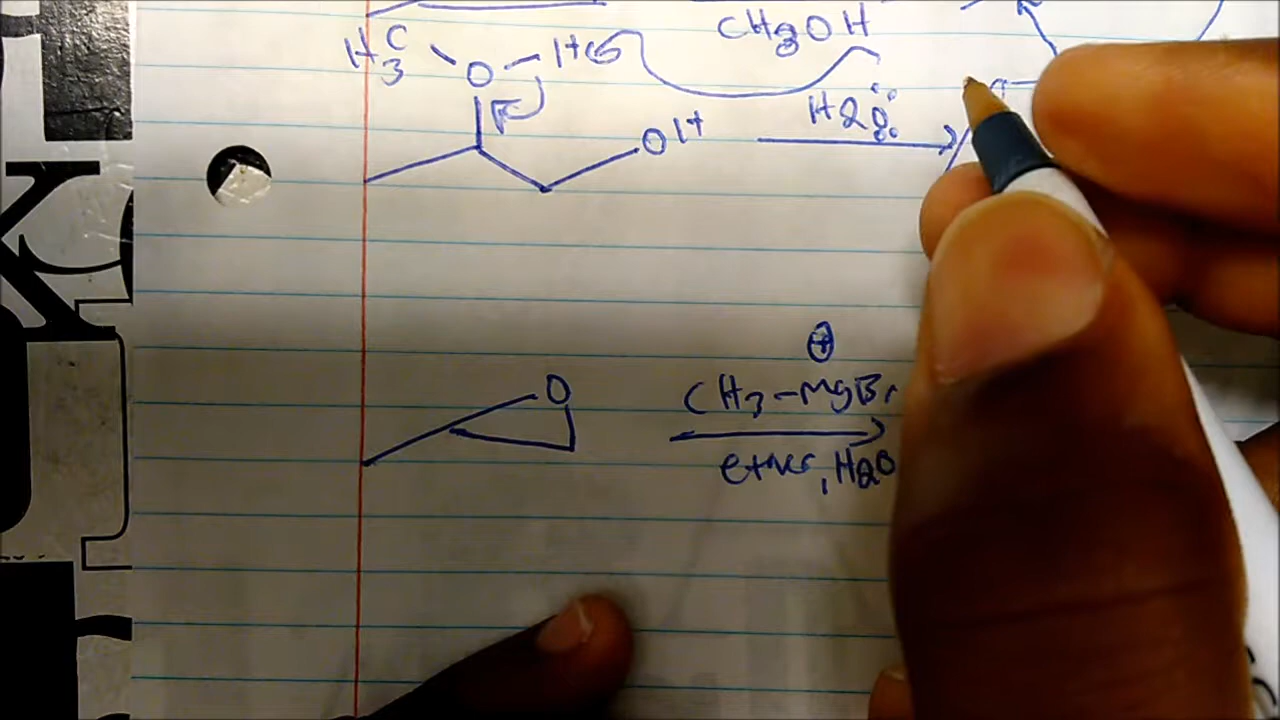 CH3OH
H3C O H
H2O
OH
O
⊕
CH3-MgBr
ether, H2O